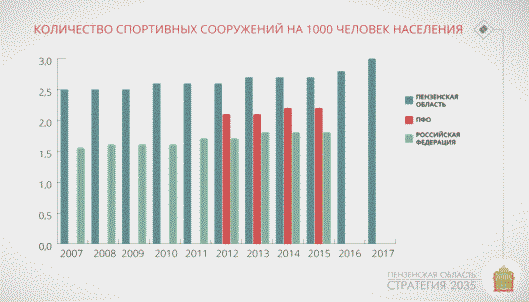 КОЛИЧЕСТВО СПОРТИВНЫХ СООРУЖЕНИЙ НА 1000 ЧЕЛОВЕК НАСЕЛЕНИЯ
3,0
2,5
2,0
1,5
1,0
0,5
0,0
2007 2008 2009 2010 2011 2012 2013 2014 2015 2016 2017
ПЕНЗЕНСКАЯ
ОБЛАСТЬ
ПФО
РОССИЙСКАЯ
ФЕДЕРАЦИЯ
ПЕНЗЕНСКАЯ ОБЛАСТЬ
СТРАТЕГИЯ 2035